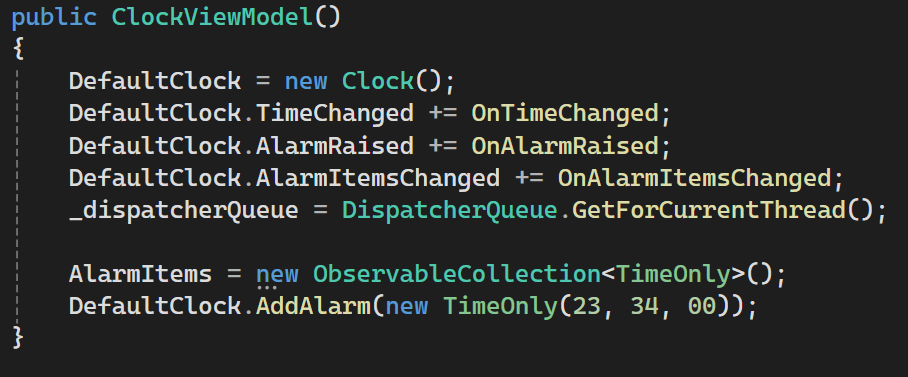 public ClockViewModel()
{
DefaultClock = new Clock();
DefaultClock.TimeChanged += OnTimeChanged;
DefaultClock.AlarmRaised += OnAlarmRaised;
DefaultClock.AlarmItemsChanged += OnAlarmItemsChanged;
_dispatcherQueue = DispatcherQueue.GetForCurrentThread();
AlarmItems = new ObservableCollection<TimeOnly>();
DefaultClock.AddAlarm(new TimeOnly(23, 34, 00));
}